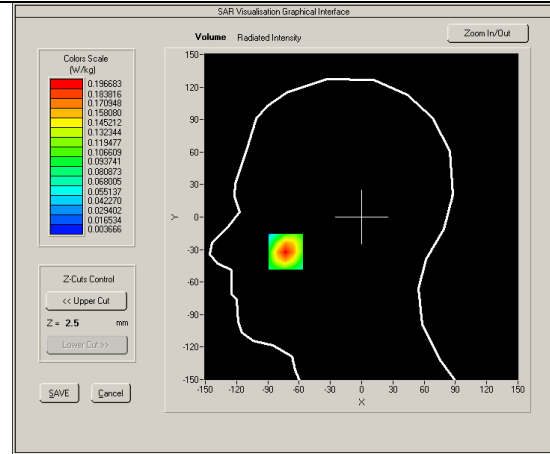 SAR Visualisation Graphical Interface
Volume Radiated Intensity
Zoom In/Out
Colors Scale
(W/kg)
0.196683
0.183816
0.170948
0.158080
0.145212
0.132344
0.119477
0.106609
0.093741
0.080873
0.068005
0.055137
0.042270
0.029402
0.016534
0.003666
Z-Cuts Control
<< Upper Cut
Z = 2.5 mm
Lower Cut >>
SAVE Cancel
150
120
90
60
30
0
-30
-60
-90
-120
-150
Y
-150 -120 -90 -60 -30 0 30 60 90 120 150
X